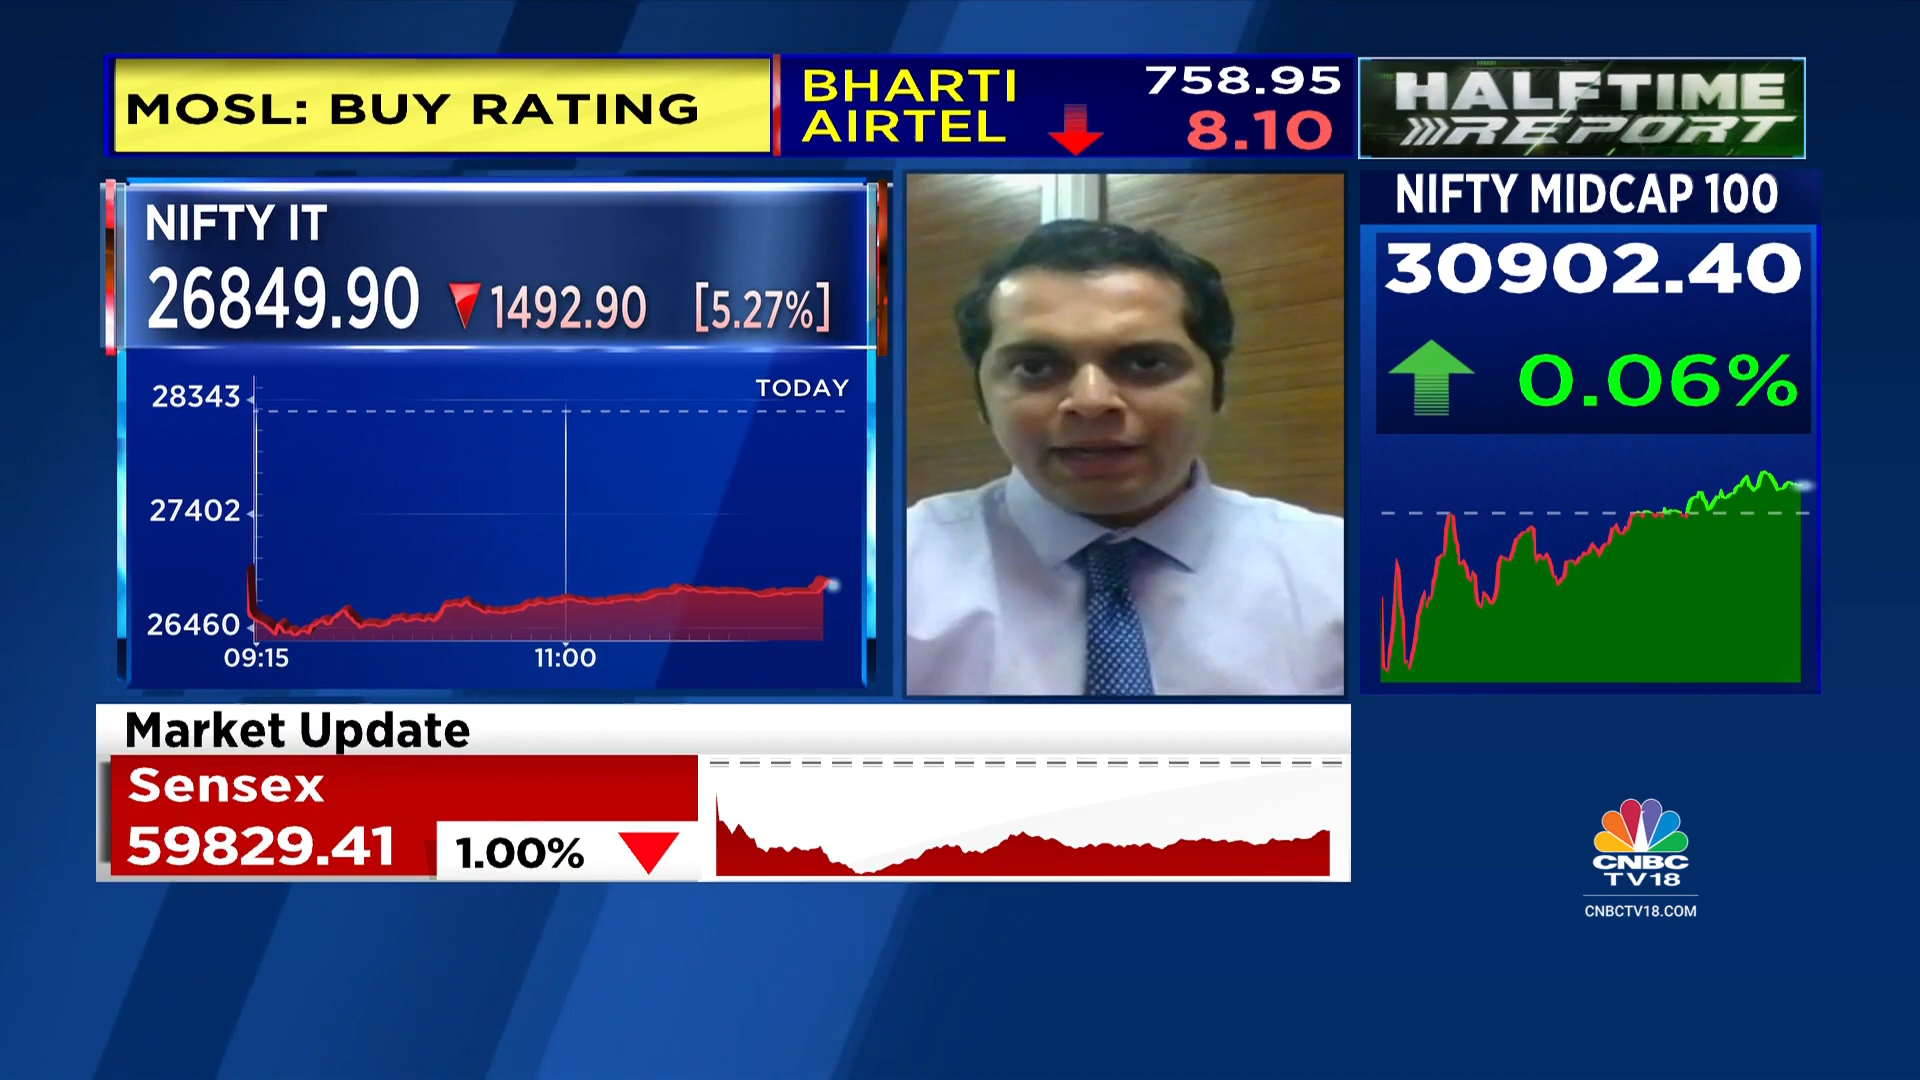 MOSL: BUY RATING
BHARTI
AIRTEL
758.95
8.10
HALFTIME
REPORT
NIFTY IT
26849.90 1492.90 [5.27%]
TODAY
28343
27402
26460
09:15 11:00
NIFTY MIDCAP 100
30902.40
0.06%
Market Update
Sensex
59829.41
1.00%
CNBC
TV18
CNBCTV18.COM